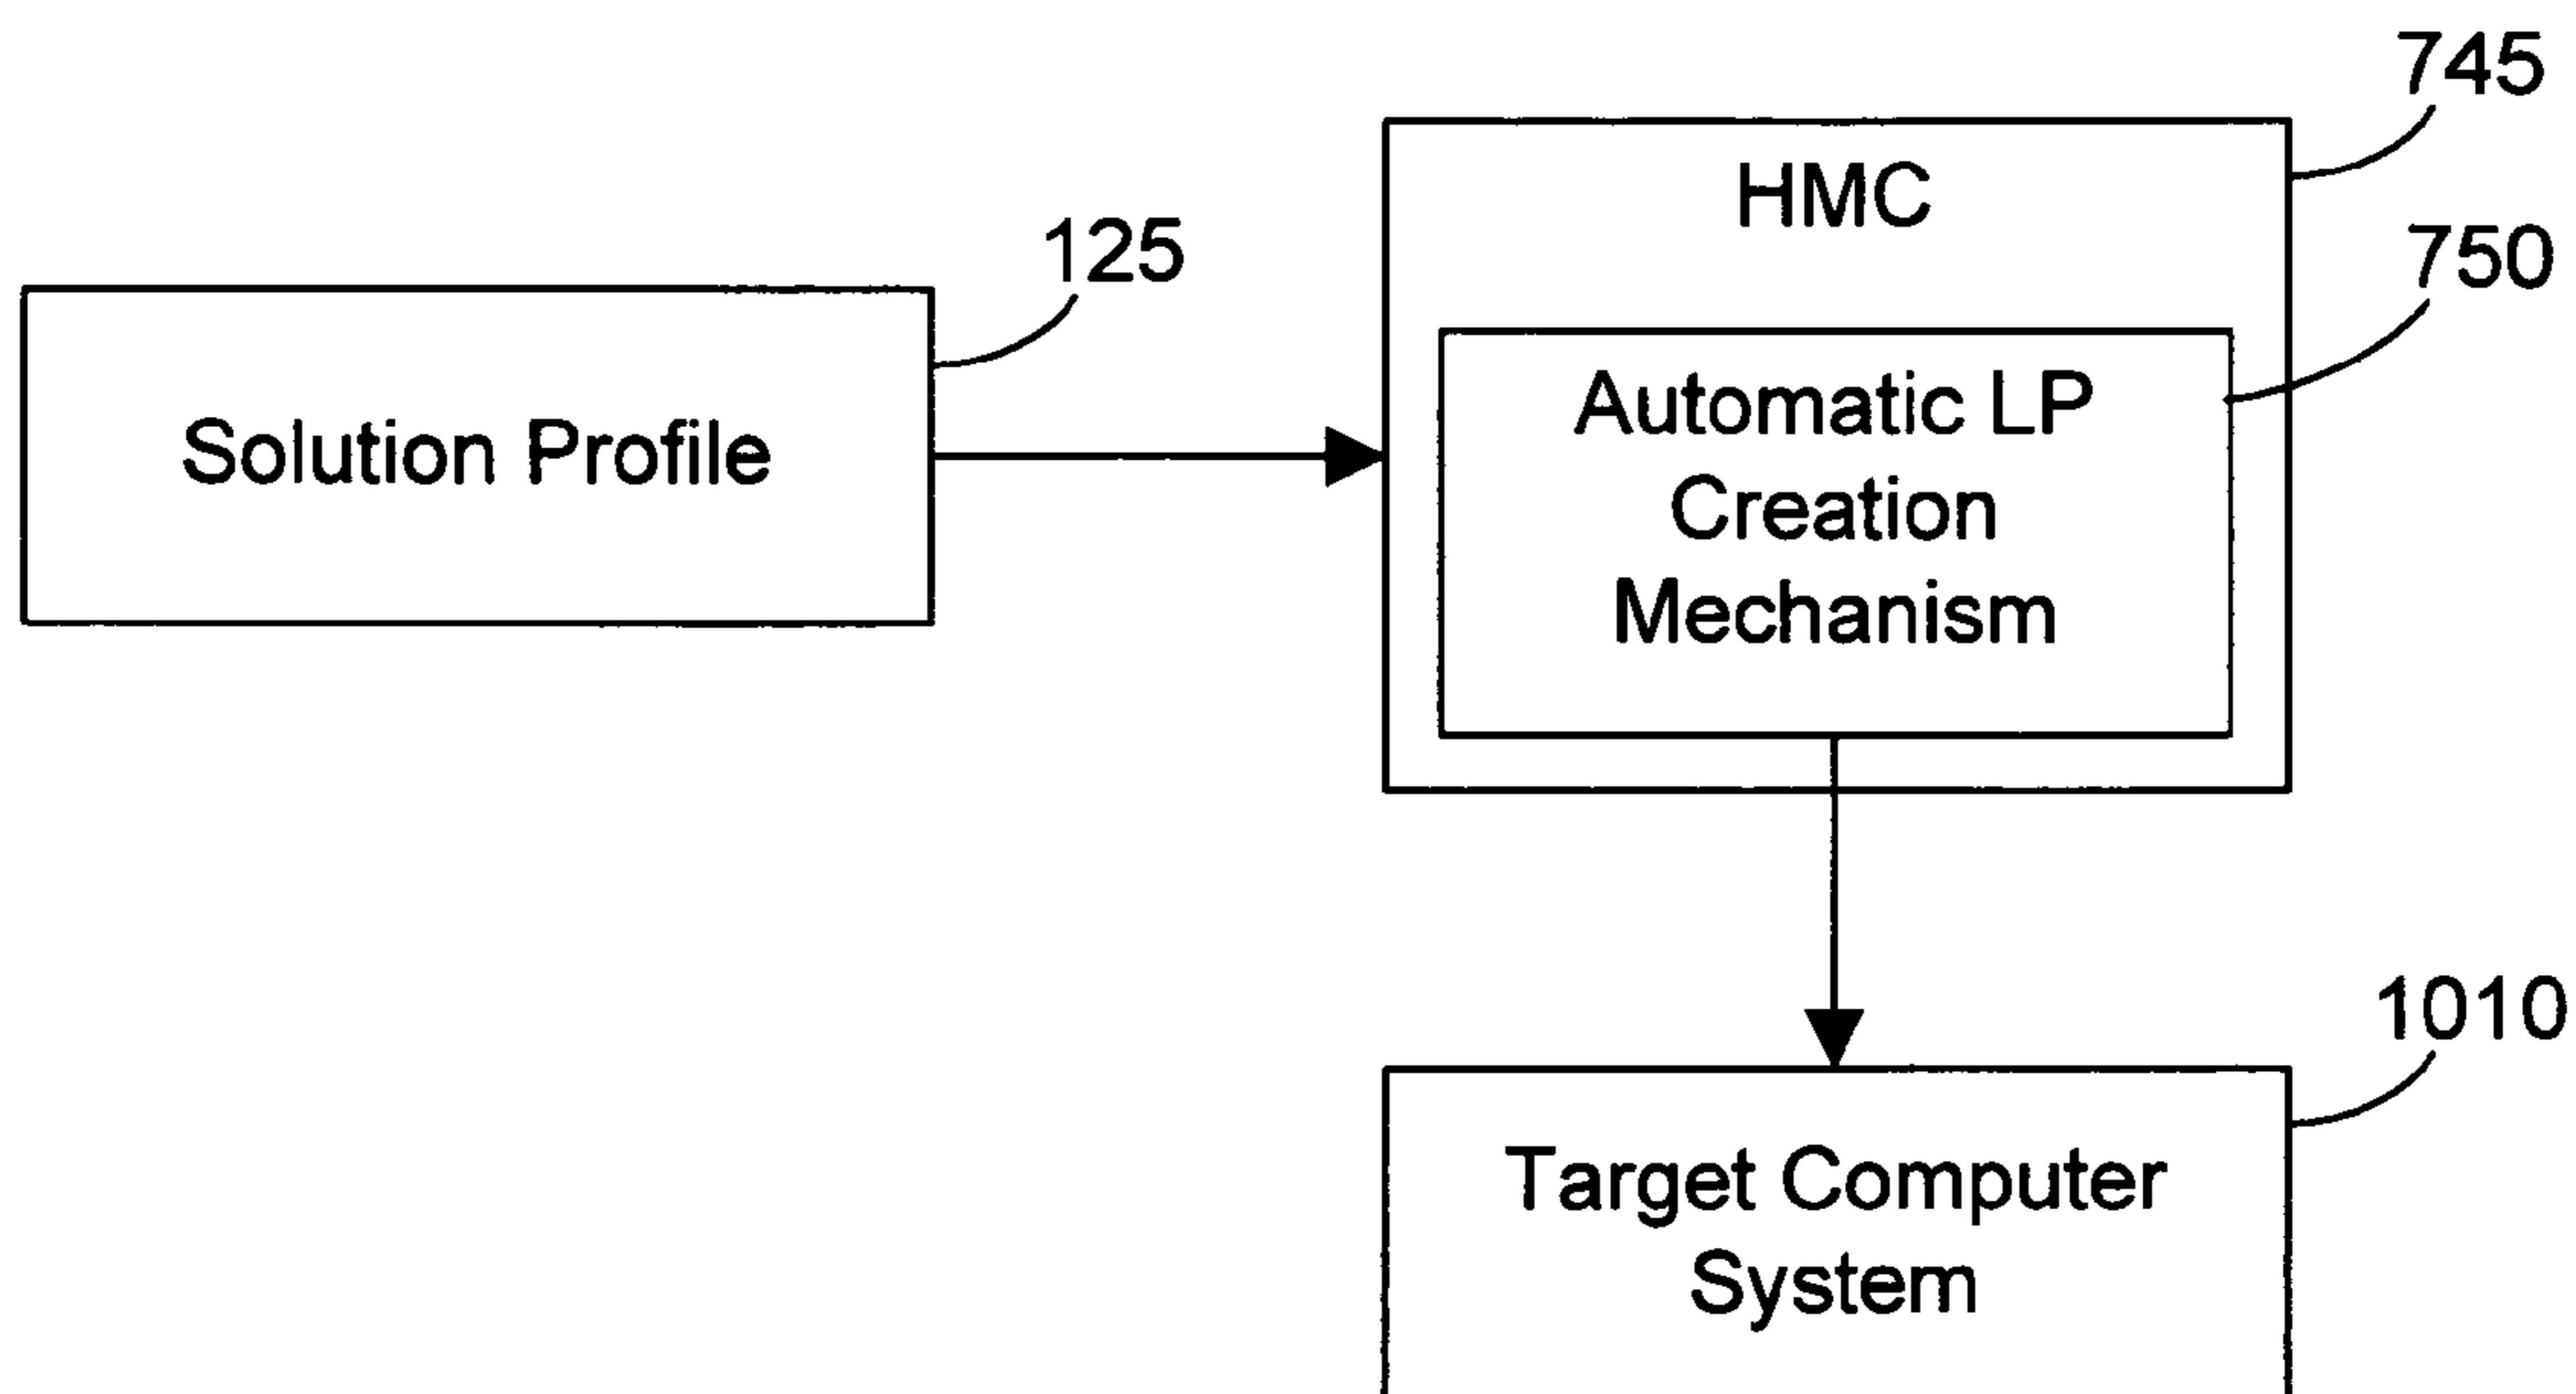 745
HMC
125
750
Solution Profile
Automatic LP
Creation
Mechanism
1010
Target Computer
System